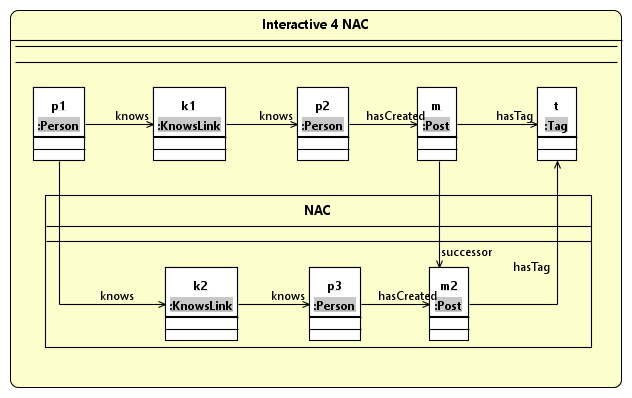 Interactive 4 NAC
p1
:Person
knows
k1
:KnowsLink
knows
p2
:Person
hasCreated
m
:Post
hasTag
t
:Tag
NAC
successor
hasTag
knows
k2
:KnowsLink
knows
p3
:Person
hasCreated
m2
:Post